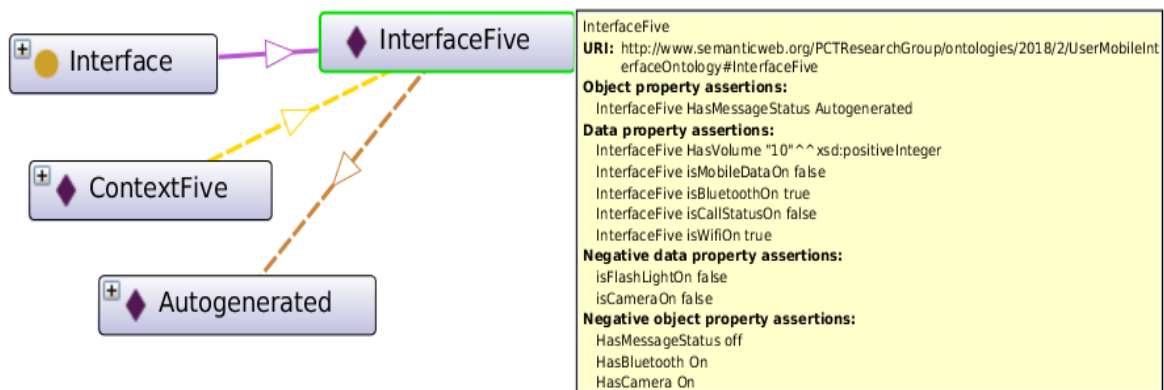 Interface
InterfaceFive
ContextFive
Autogenerated
InterfaceFive
URI: http://www.semanticweb.org/PCTResearchGroup/ontologies/2018/2/UserMobileInt
erfaceOntology#InterfaceFive
Object property assertions:
InterfaceFive HasMessageStatus Autogenerated
Data property assertions:
InterfaceFive HasVolume "10"^^xsd:positiveInteger
InterfaceFive isMobileDataOn false
InterfaceFive isBluetoothOn true
InterfaceFive isCallStatusOn false
InterfaceFive isWifiOn true
Negative data property assertions:
isFlashLightOn false
isCameraOn false
Negative object property assertions:
HasMessageStatus off
HasBluetooth On
HasCamera On